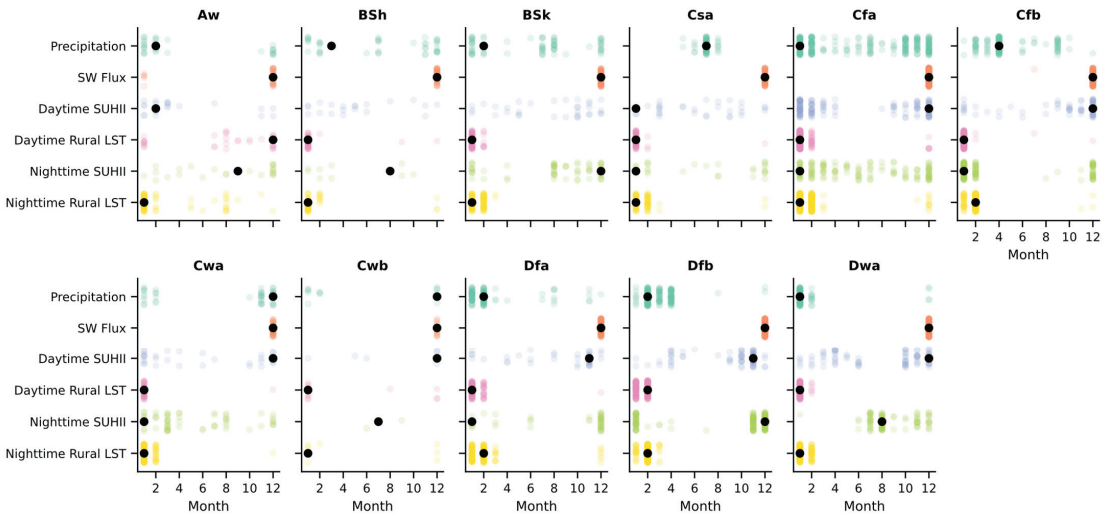 Aw BSh BSk Csa Cfa Cfb
Precipitation
SW Flux
Daytime SUHII
Daytime Rural LST
Nighttime SUHII
Nighttime Rural LST
2 4 6 8 10 12
Month
Cwa Cwb Dfa Dfb Dwa
Precipitation
SW Flux
Daytime SUHII
Daytime Rural LST
Nighttime SUHII
Nighttime Rural LST
2 4 6 8 10 12 2 4 6 8 10 12 2 4 6 8 10 12 2 4 6 8 10 12 2 4 6 8 10 12
Month Month Month Month Month